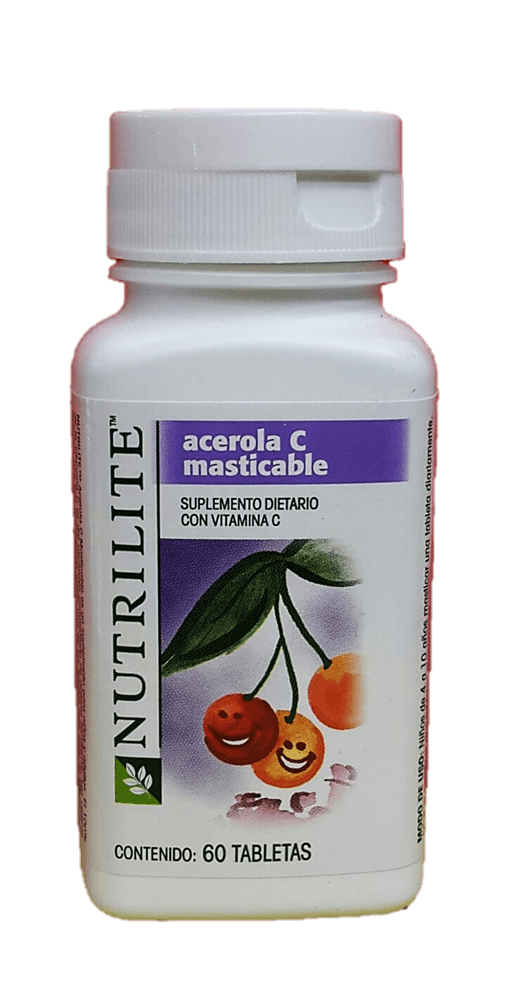 NUTRILITE™
acerola C
masticable
SUPLEMENTO DIETARIO
CON VITAMINA C
CONTENIDO: 60 TABLETAS
MODO DE USO: Niños de 4 a 10 años masticar una tableta diariamente.